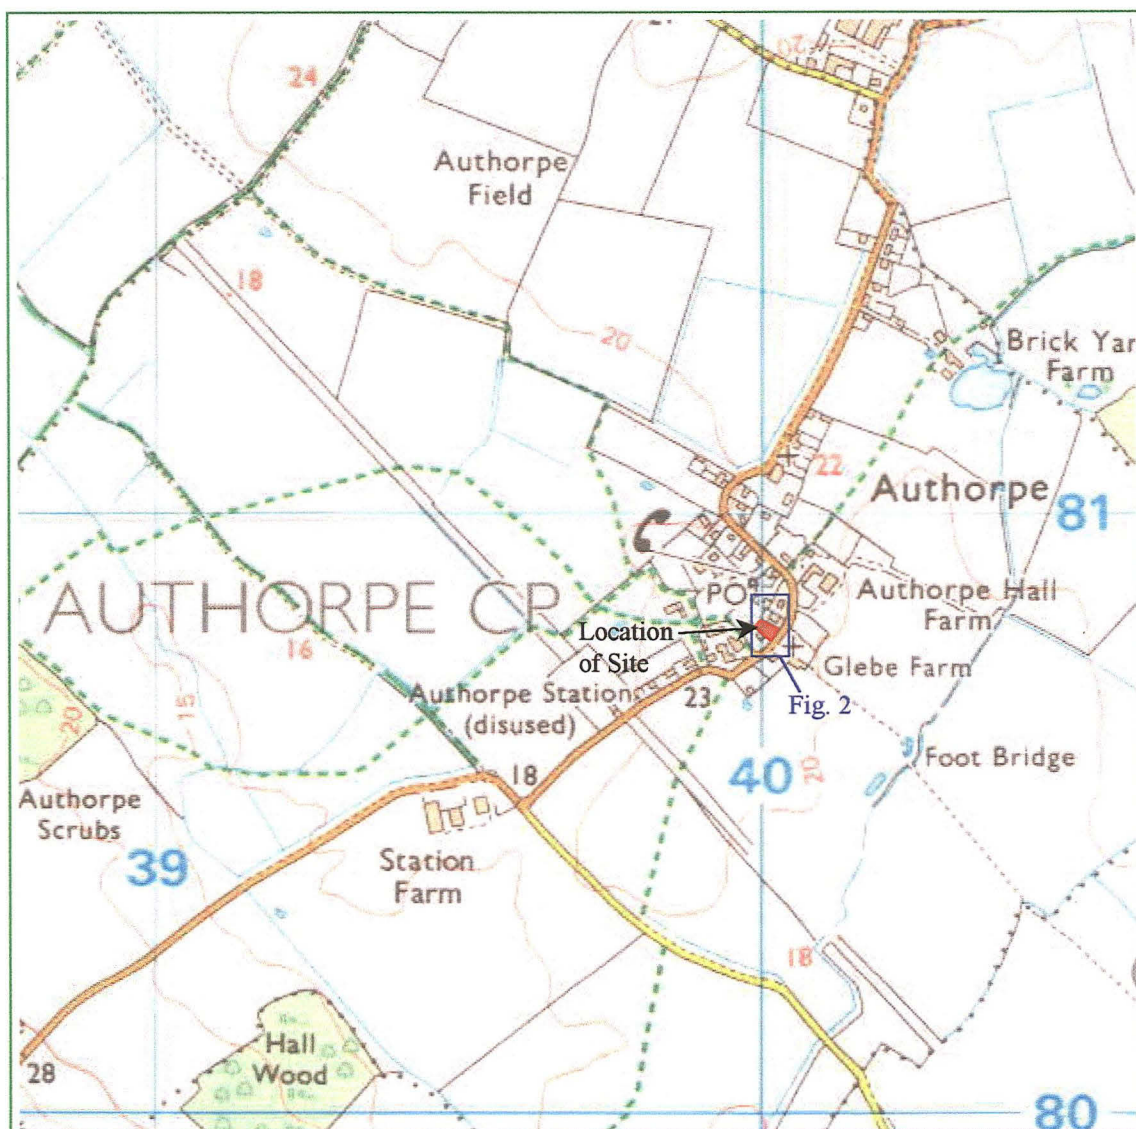 20
24
Authorpe
Field
18
20
Brick Yar
Farm
22
Authorpe
81
AUTHORPE CP
PO
Authorpe Hall
Farm
Location
of Site
16
Glebe Farm
Authorpe Station
(disused)
23
Fig. 2
15
20
18
40
20
Foot Bridge
Authorpe
Scrubs
39
Station
Farm
18
Hall
Wood
28
80